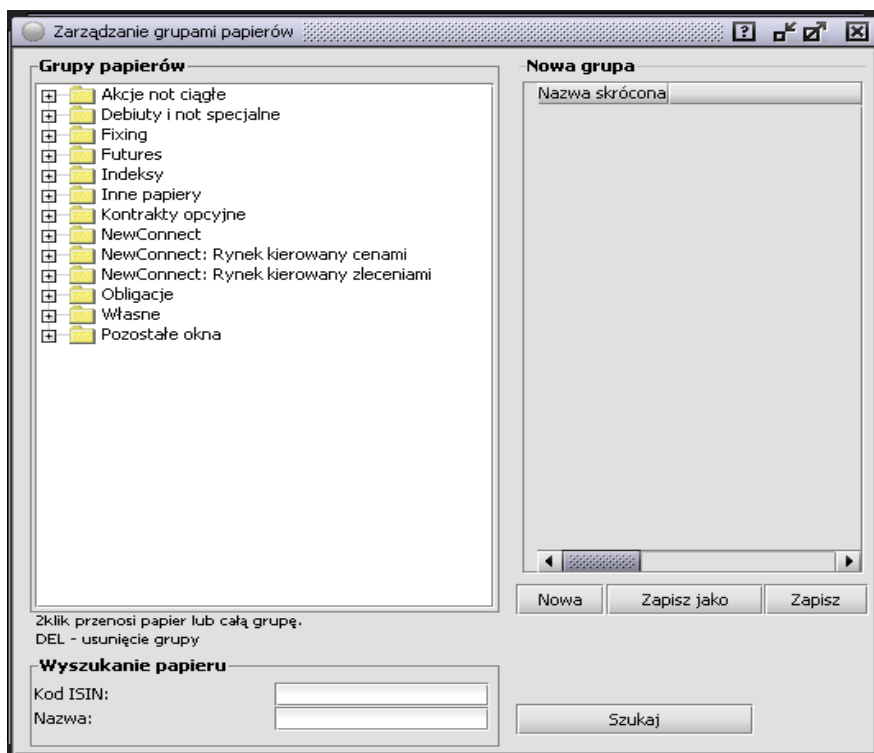 Zarządzanie grupami papierów
Grupy papierów
Akcje not ciągłe
Debiuty i not specjalne
Fixing
Futures
Indeksy
Inne papiery
Kontrakty opcyjne
NewConnect
NewConnect: Rynek kierowany cenami
NewConnect: Rynek kierowany zleceniami
Obligacje
Własne
Pozostałe okna
2klik przenosi papier lub całą grupę.
DEL - usunięcie grupy
Nowa grupa
Nazwa skrócona
Nowa Zapisz jako Zapisz
Wyszukanie papieru
Kod ISIN:
Nazwa:
Szukaj